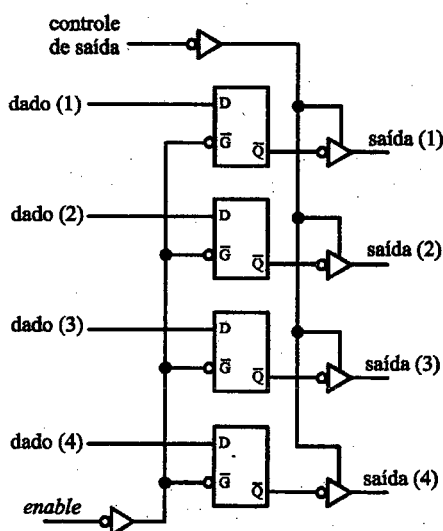 controle
de saída
dado (1)
D
G̅
Q̅
saída (1)
dado (2)
D
G̅
Q̅
saída (2)
dado (3)
D
G̅
Q̅
saída (3)
dado (4)
D
G̅
Q̅
saída (4)
enable